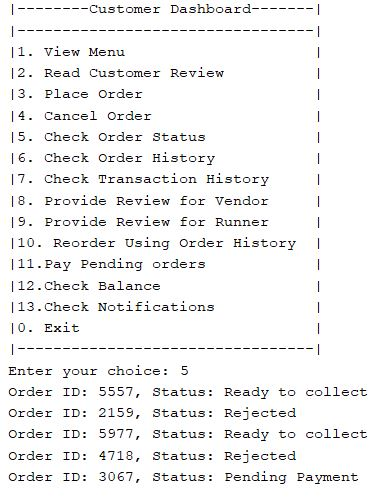 |--------Customer Dashboard-------|
|---------------------------------|
|1. View Menu                     |
|2. Read Customer Review          |
|3. Place Order                   |
|4. Cancel Order                  |
|5. Check Order Status            |
|6. Check Order History           |
|7. Check Transaction History     |
|8. Provide Review for Vendor     |
|9. Provide Review for Runner     |
|10. Reorder Using Order History  |
|11.Pay Pending orders            |
|12.Check Balance                 |
|13.Check Notifications           |
|0. Exit                          |
|---------------------------------|
Enter your choice: 5
Order ID: 5557, Status: Ready to collect
Order ID: 2159, Status: Rejected
Order ID: 5977, Status: Ready to collect
Order ID: 4718, Status: Rejected
Order ID: 3067, Status: Pending Payment